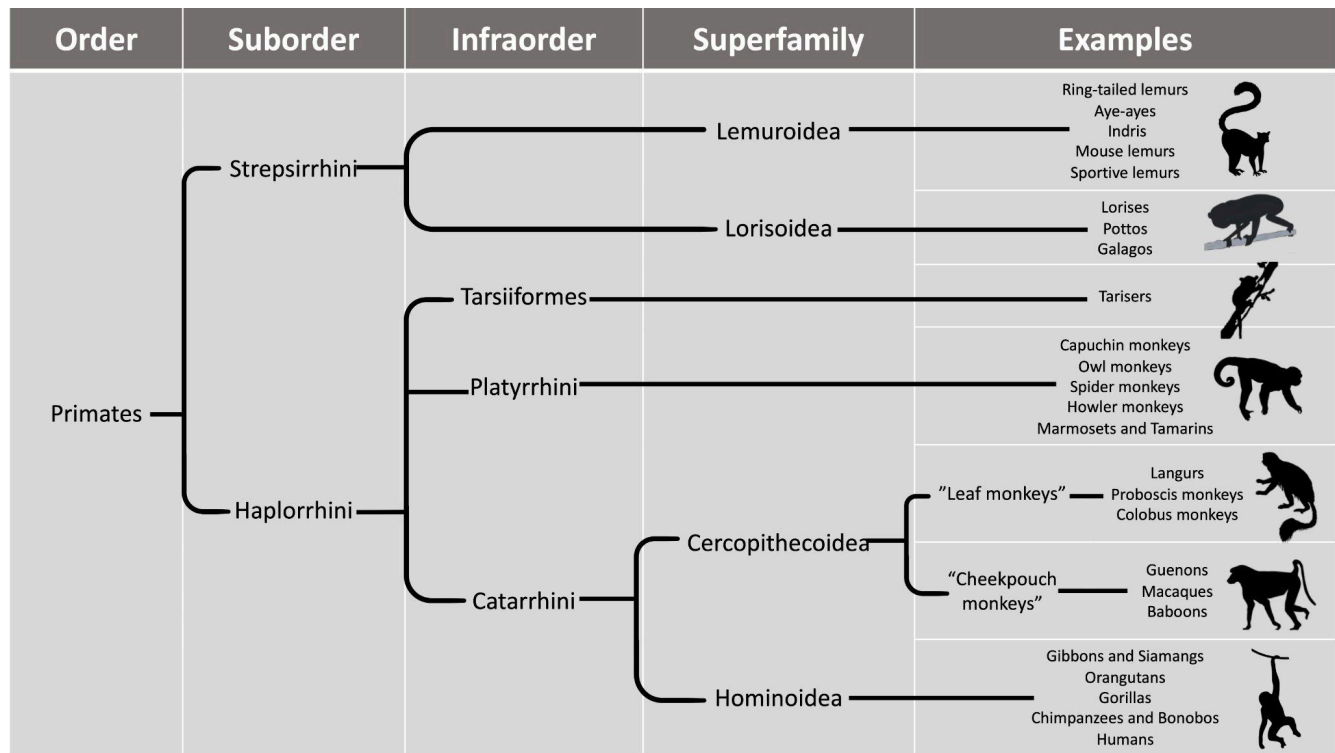 Order
Suborder
Infraorder
Superfamily
Examples
Primates
Strepsirrhini
Lemuroidea
Ring-tailed lemurs
Aye-ayes
Indris
Mouse lemurs
Sportive lemurs
Lorisoidea
Lorises
Pottos
Galagos
Haplorrhini
Tarsiiformes
Tarisers
Platyrrhini
Capuchin monkeys
Owl monkeys
Spider monkeys
Howler monkeys
Marmosets and Tamarins
Catarrhini
Cercopithecoidea
”Leaf monkeys”
Langurs
Proboscis monkeys
Colobus monkeys
“Cheekpouch
monkeys”
Guenons
Macaques
Baboons
Hominoidea
Gibbons and Siamangs
Orangutans
Gorillas
Chimpanzees and Bonobos
Humans